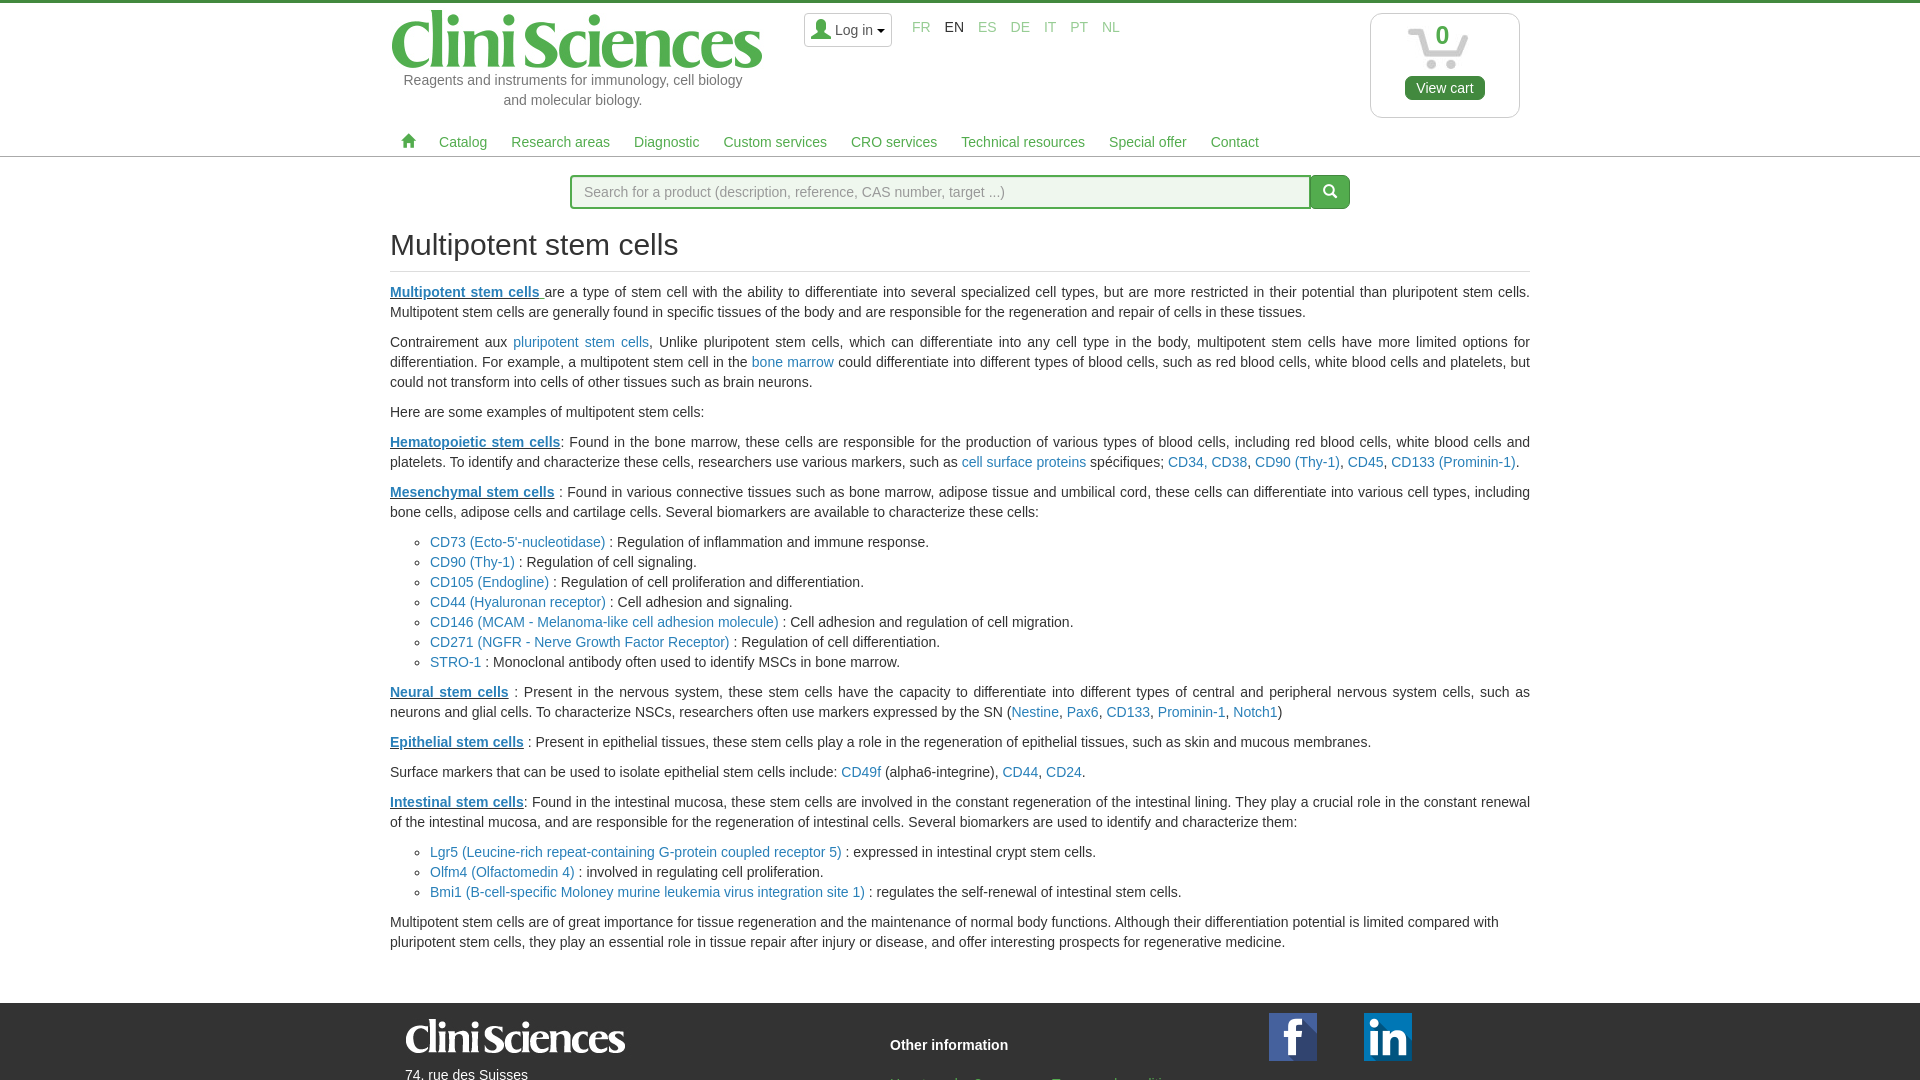 CliniSciences
Reagents and instruments for immunology, cell biology
and molecular biology.
Log in
FR EN ES DE IT PT NL
0
View cart
Catalog Research areas Diagnostic Custom services CRO services Technical resources Special offer Contact
Search for a product (description, reference, CAS number, target ...)
Multipotent stem cells
Multipotent stem cells are a type of stem cell with the ability to differentiate into several specialized cell types, but are more restricted in their potential than pluripotent stem cells.
Multipotent stem cells are generally found in specific tissues of the body and are responsible for the regeneration and repair of cells in these tissues.
Contrairement aux pluripotent stem cells, Unlike pluripotent stem cells, which can differentiate into any cell type in the body, multipotent stem cells have more limited options for
differentiation. For example, a multipotent stem cell in the bone marrow could differentiate into different types of blood cells, such as red blood cells, white blood cells and platelets, but
could not transform into cells of other tissues such as brain neurons.
Here are some examples of multipotent stem cells:
Hematopoietic stem cells: Found in the bone marrow, these cells are responsible for the production of various types of blood cells, including red blood cells, white blood cells and
platelets. To identify and characterize these cells, researchers use various markers, such as cell surface proteins spécifiques; CD34, CD38, CD90 (Thy-1), CD45, CD133 (Prominin-1).
Mesenchymal stem cells : Found in various connective tissues such as bone marrow, adipose tissue and umbilical cord, these cells can differentiate into various cell types, including
bone cells, adipose cells and cartilage cells. Several biomarkers are available to characterize these cells:
CD73 (Ecto-5'-nucleotidase) : Regulation of inflammation and immune response.
CD90 (Thy-1) : Regulation of cell signaling.
CD105 (Endogline) : Regulation of cell proliferation and differentiation.
CD44 (Hyaluronan receptor) : Cell adhesion and signaling.
CD146 (MCAM - Melanoma-like cell adhesion molecule) : Cell adhesion and regulation of cell migration.
CD271 (NGFR - Nerve Growth Factor Receptor) : Regulation of cell differentiation.
STRO-1 : Monoclonal antibody often used to identify MSCs in bone marrow.
Neural stem cells : Present in the nervous system, these stem cells have the capacity to differentiate into different types of central and peripheral nervous system cells, such as
neurons and glial cells. To characterize NSCs, researchers often use markers expressed by the SN (Nestine, Pax6, CD133, Prominin-1, Notch1)
Epithelial stem cells : Present in epithelial tissues, these stem cells play a role in the regeneration of epithelial tissues, such as skin and mucous membranes.
Surface markers that can be used to isolate epithelial stem cells include: CD49f (alpha6-integrine), CD44, CD24.
Intestinal stem cells: Found in the intestinal mucosa, these stem cells are involved in the constant regeneration of the intestinal lining. They play a crucial role in the constant renewal
of the intestinal mucosa, and are responsible for the regeneration of intestinal cells. Several biomarkers are used to identify and characterize them:
Lgr5 (Leucine-rich repeat-containing G-protein coupled receptor 5) : expressed in intestinal crypt stem cells.
Olfm4 (Olfactomedin 4) : involved in regulating cell proliferation.
Bmi1 (B-cell-specific Moloney murine leukemia virus integration site 1) : regulates the self-renewal of intestinal stem cells.
Multipotent stem cells are of great importance for tissue regeneration and the maintenance of normal body functions. Although their differentiation potential is limited compared with
pluripotent stem cells, they play an essential role in tissue repair after injury or disease, and offer interesting prospects for regenerative medicine.
CliniSciences
Other information
f
in
74, rue des Suisses